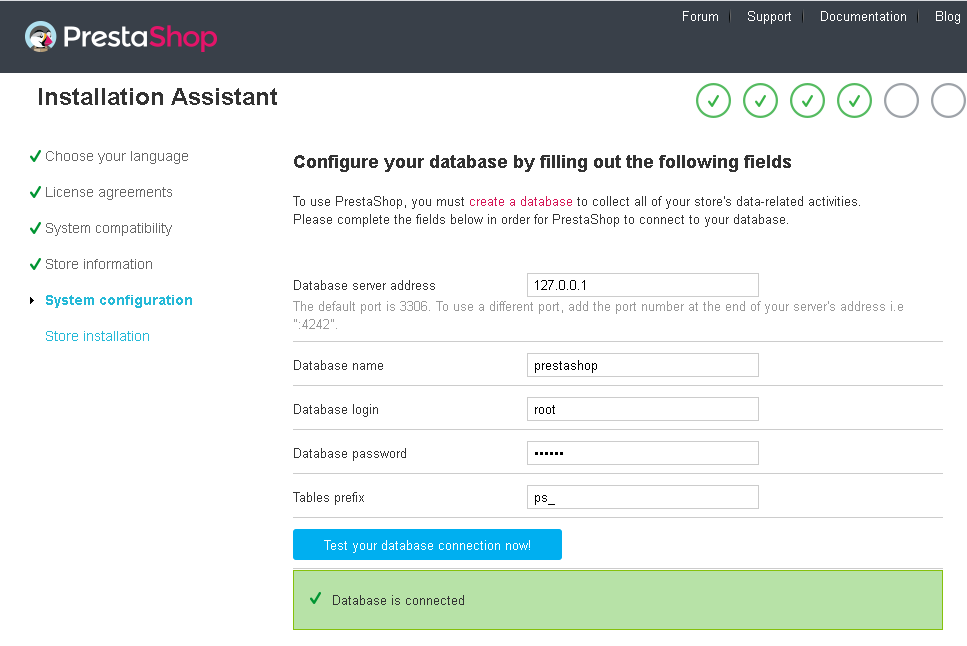 Forum
Support
Documentation
Blog
PrestaShop
Installation Assistant
Choose your language
License agreements
System compatibility
Store information
System configuration
Store installation
Configure your database by filling out the following fields
To use PrestaShop, you must create a database to collect all of your store's data-related activities.
Please complete the fields below in order for PrestaShop to connect to your database.
Database server address
127.0.0.1
The default port is 3306. To use a different port, add the port number at the end of your server's address i.e
":4242".
Database name
prestashop
Database login
root
Database password
••••••
Tables prefix
ps_
Test your database connection now!
Database is connected